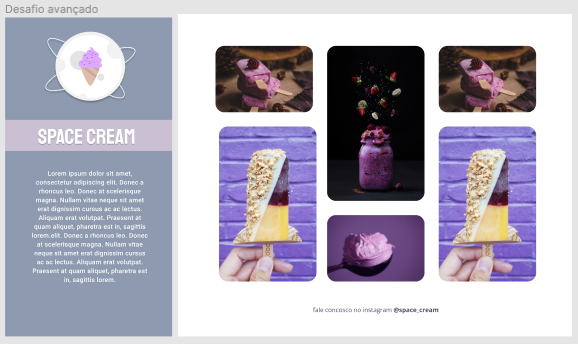 Desafio avançado
SPACE CREAM
Lorem ipsum dolor sit amet,
consectetur adipiscing elit. Donec a
rhoncus leo. Donec at scelerisque
magna. Nullam vitae neque sit amet
erat dignissim cursus ac ac lectus.
Aliquam erat volutpat. Praesent at
quam aliquet, pharetra est in, sagittis
lorem.elit. Donec a rhoncus leo. Donec
at scelerisque magna. Nullam vitae
neque sit amet erat dignissim cursus
ac ac lectus. Aliquam erat volutpat.
Praesent at quam aliquet, pharetra est
in, sagittis lorem.
fale concosco no instagram @space_cream